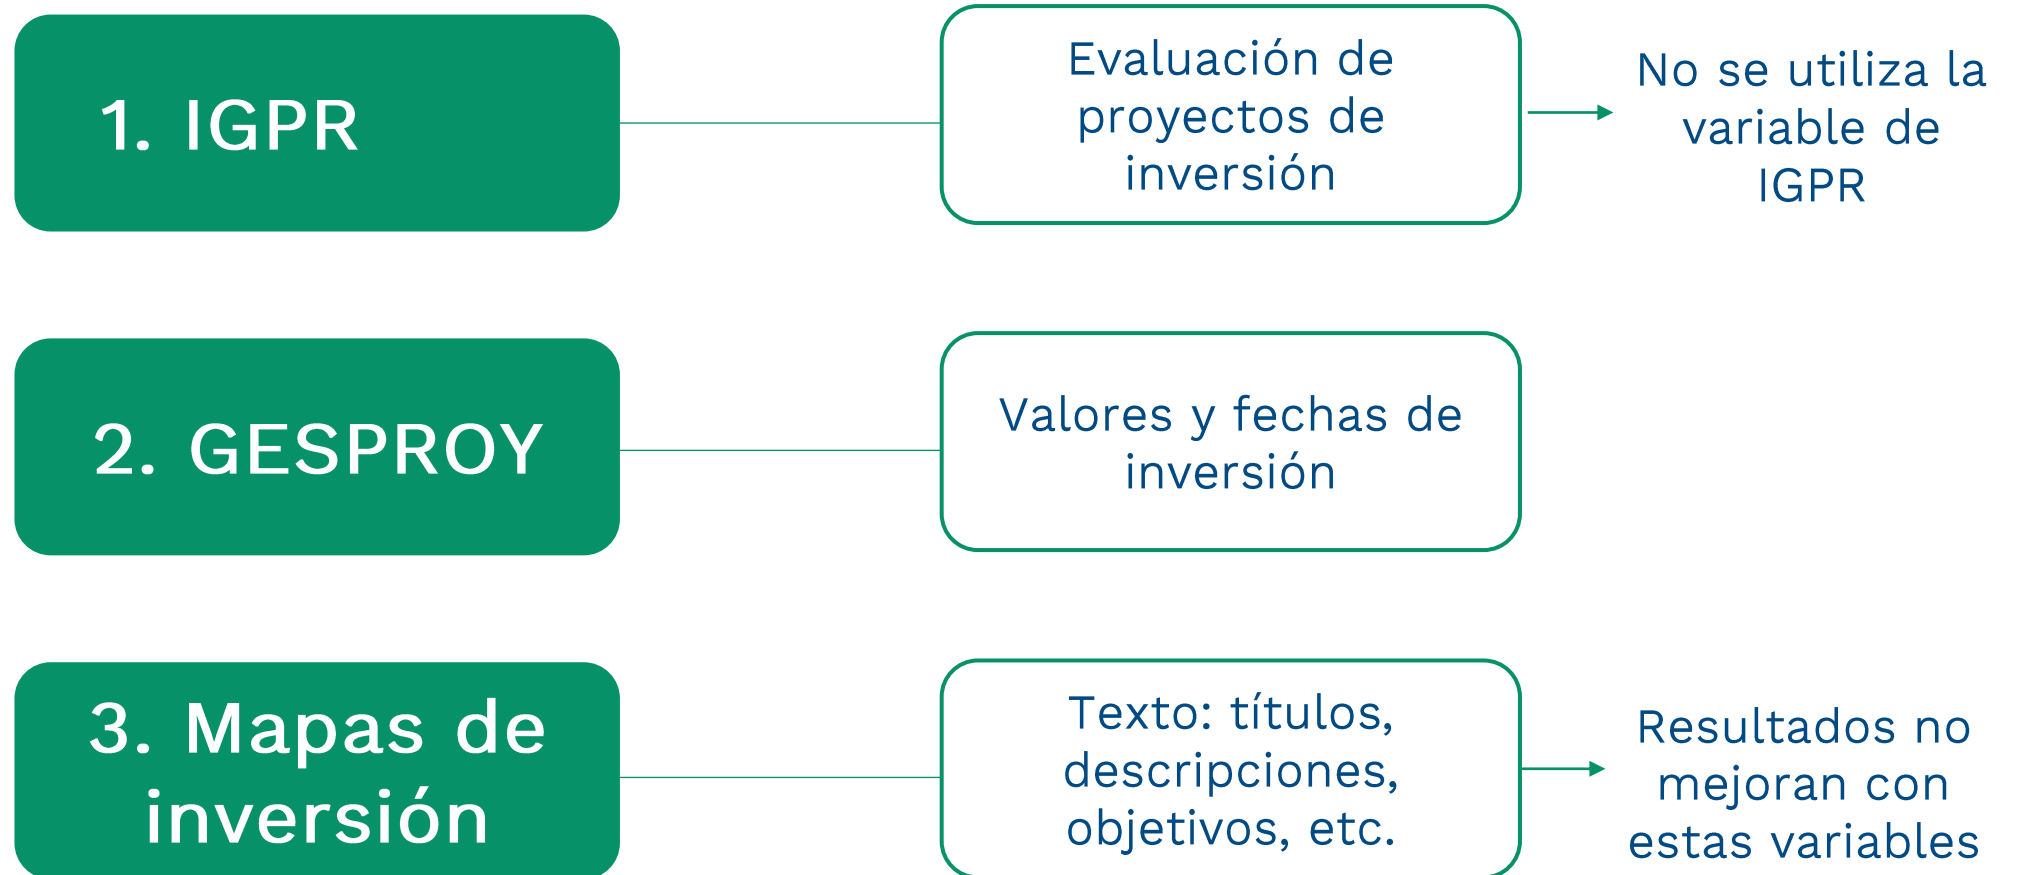 1. IGPR
Evaluación de
proyectos de
inversión
No se utiliza la
variable de
IGPR
2. GESPROY
Valores y fechas de
inversión
3. Mapas de
inversión
Texto: títulos,
descripciones,
objetivos, etc.
Resultados no
mejoran con
estas variables